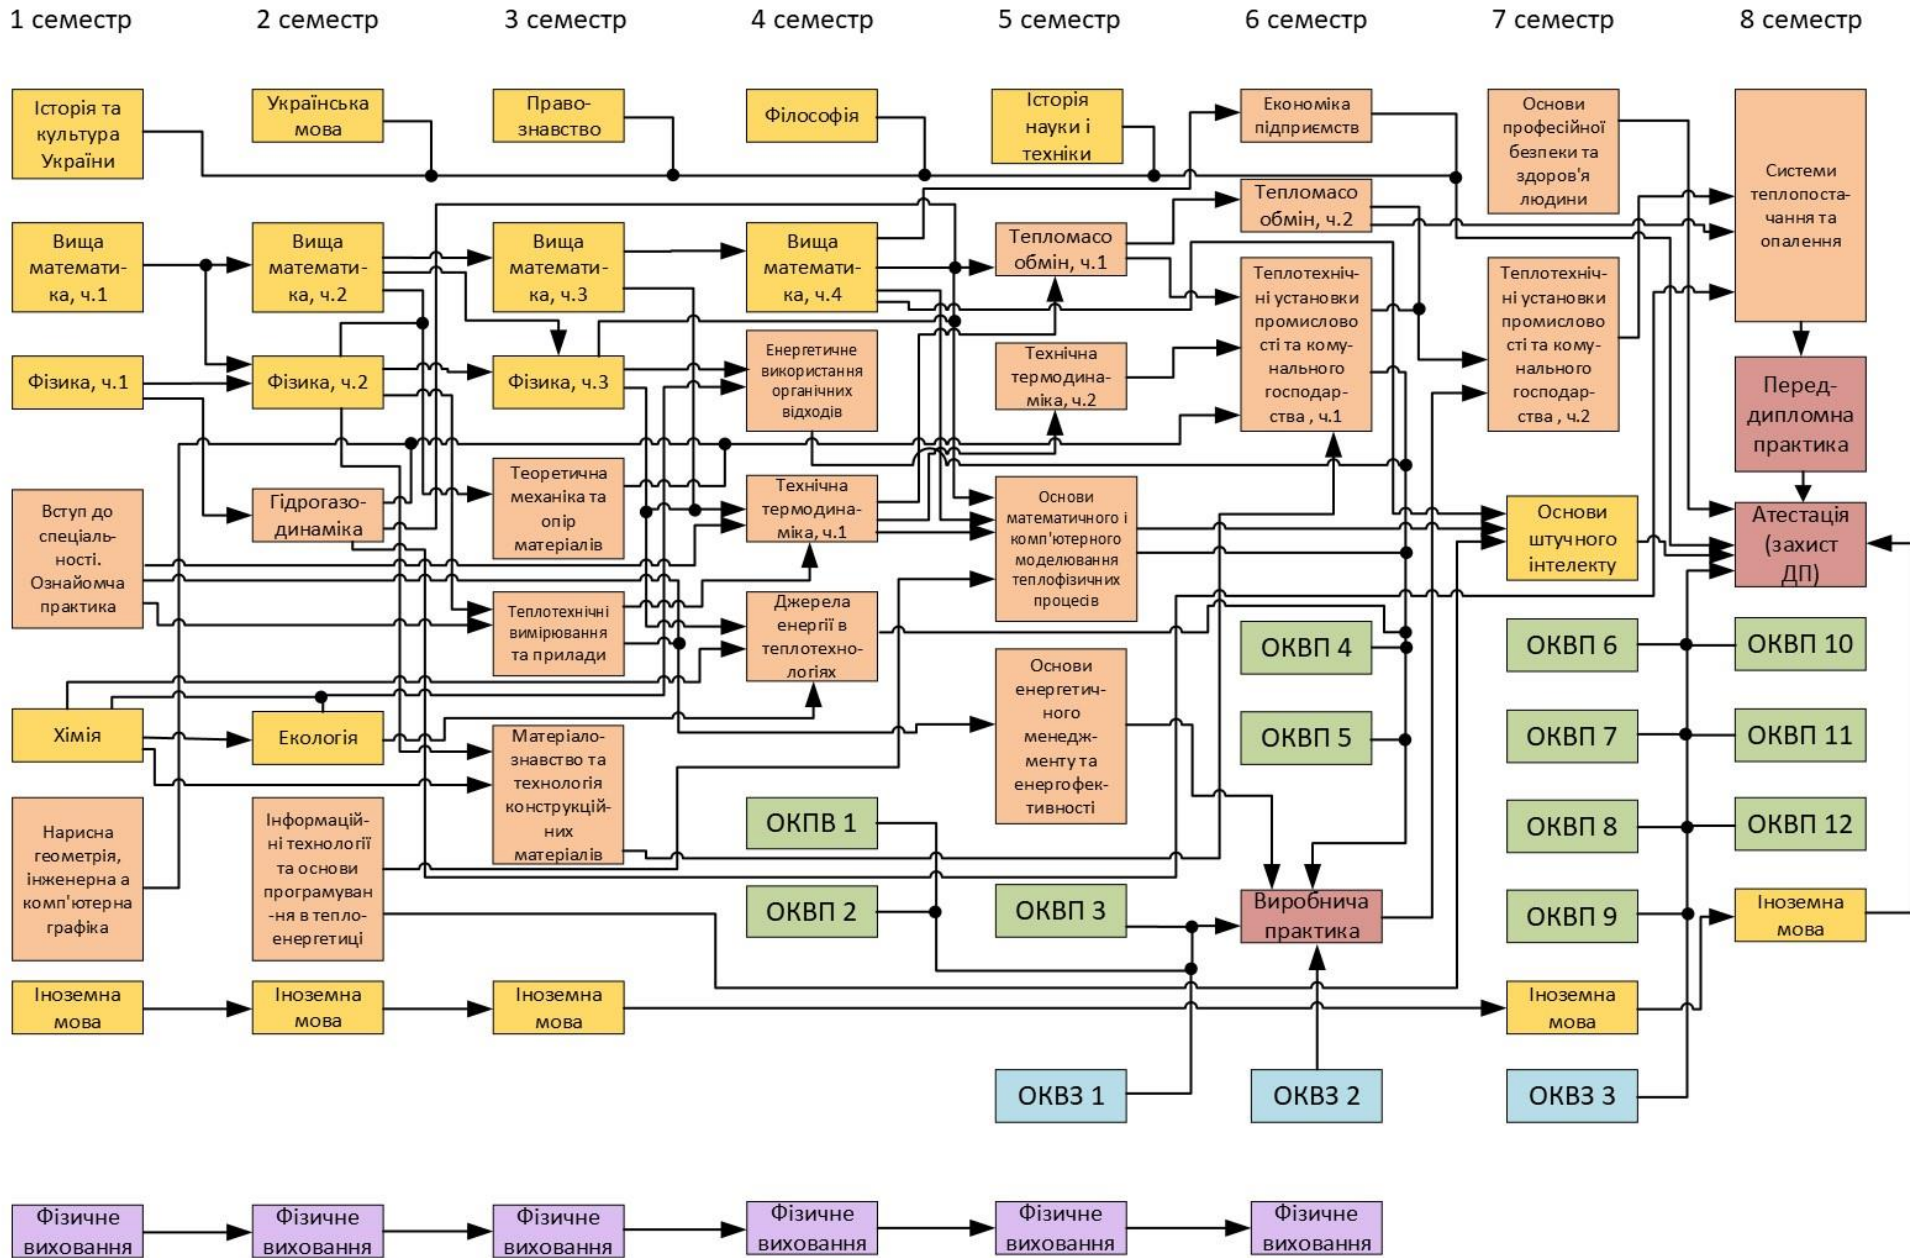 1 семестр
2 семестр
3 семестр
4 семестр
5 семестр
6 семестр
7 семестр
8 семестр
Історія та
культура
України
Українська
мова
Право-
знавство
Філософія
Історія
науки і
техніки
Економіка
підприємств
Основи
професійної
безпеки та
здоров'я
людини
Системи
теплопоста-
чання та
опалення
Вища
математи-
ка, ч.1
Вища
математи-
ка, ч.2
Вища
математи-
ка, ч.3
Вища
математи-
ка, ч.4
Тепломасо
обмін, ч.1
Тепломасо
обмін, ч.2
Теплотехніч-
ні установки
промислово
сті та кому-
нального
господар-
ства , ч.1
Теплотехніч-
ні установки
промислово
сті та кому-
нального
господар-
ства , ч.2
Фізика, ч.1
Фізика, ч.2
Фізика, ч.3
Енергетичне
використання
органічних
відходів
Технічна
термодина-
міка, ч.2
Перед-
дипломна
практика
Вступ до
спеціаль-
ності.
Ознайомча
практика
Гідрогазо-
динаміка
Теоретична
механіка та
опір
матеріалів
Технічна
термодина-
міка, ч.1
Основи
математичного і
комп'ютерного
моделювання
теплофізичних
процесів
Основи
штучного
інтелекту
Атестація
(захист
ДП)
Теплотехнічні
вимірювання
та прилади
Джерела
енергії в
теплотехно-
логіях
ОКВП 4
ОКВП 6
ОКВП 10
Хімія
Екологія
Матеріало-
знавство та
технологія
конструкцій-
них
матеріалів
Основи
енергетич-
ного
менедж-
менту та
енергофек-
тивності
ОКВП 5
ОКВП 7
ОКВП 11
Нарисна
геометрія,
інженерна а
комп'ютерна
графіка
Інформацій-
ні технології
та основи
програмуван
-ня в тепло-
енергетиці
ОКПВ 1
ОКВП 8
ОКВП 12
ОКВП 2
ОКВП 3
Виробнича
практика
ОКВП 9
Іноземна
мова
Іноземна
мова
Іноземна
мова
Іноземна
мова
Іноземна
мова
ОКВЗ 1
ОКВЗ 2
ОКВЗ 3
Фізичне
виховання
Фізичне
виховання
Фізичне
виховання
Фізичне
виховання
Фізичне
виховання
Фізичне
виховання